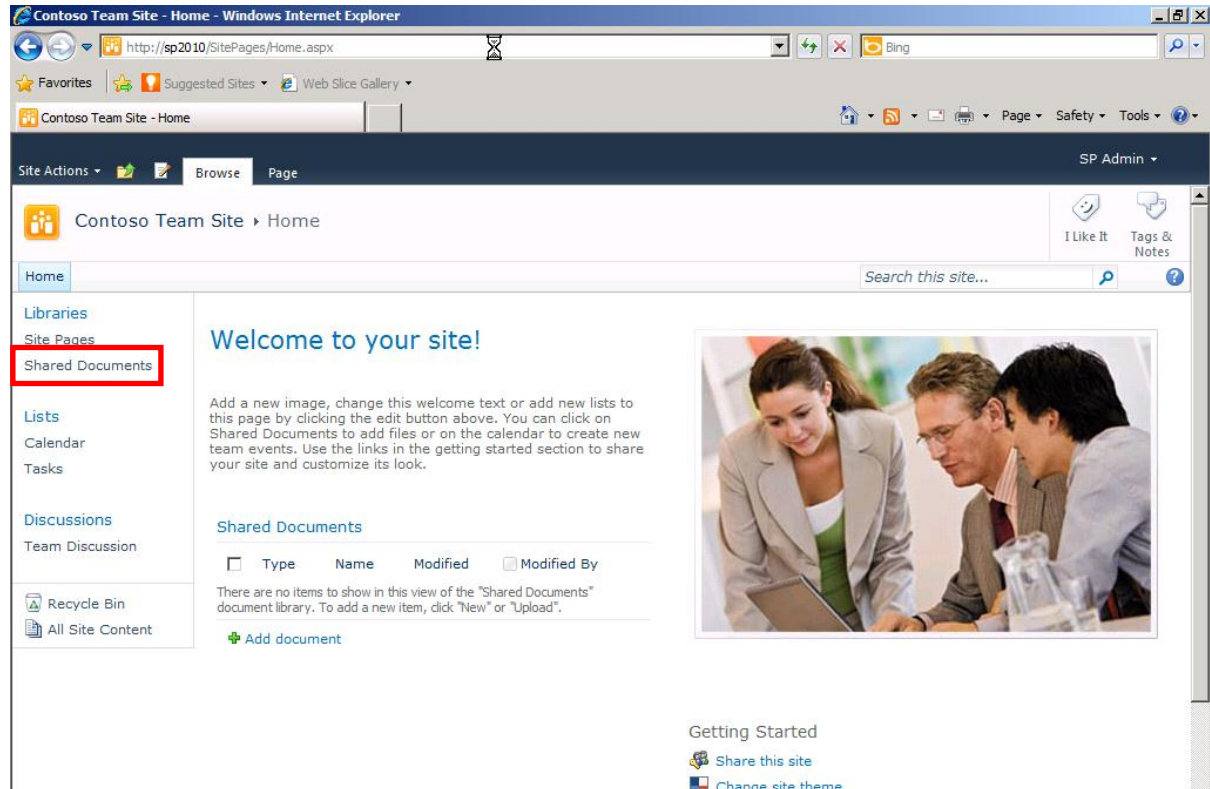 Contoso Team Site - Home - Windows Internet Explorer
http://sp2010/SitePages/Home.aspx
Bing
Favorites
Suggested Sites
Web Slice Gallery
Contoso Team Site - Home
Page
Safety
Tools
SP Admin
Site Actions
Browse
Page
Contoso Team Site
Home
I Like It
Tags &
Notes
Home
Search this site...
Libraries
Site Pages
Shared Documents
Lists
Calendar
Tasks
Discussions
Team Discussion
Recycle Bin
All Site Content
Welcome to your site!
Add a new image, change this welcome text or add new lists to
this page by clicking the edit button above. You can click on
Shared Documents to add files or on the calendar to create new
team events. Use the links in the getting started section to share
your site and customize its look.
Shared Documents
Type Name Modified Modified By
There are no items to show in this view of the "Shared Documents"
document library. To add a new item, click "New" or "Upload".
Add document
Getting Started
Share this site
Change site theme